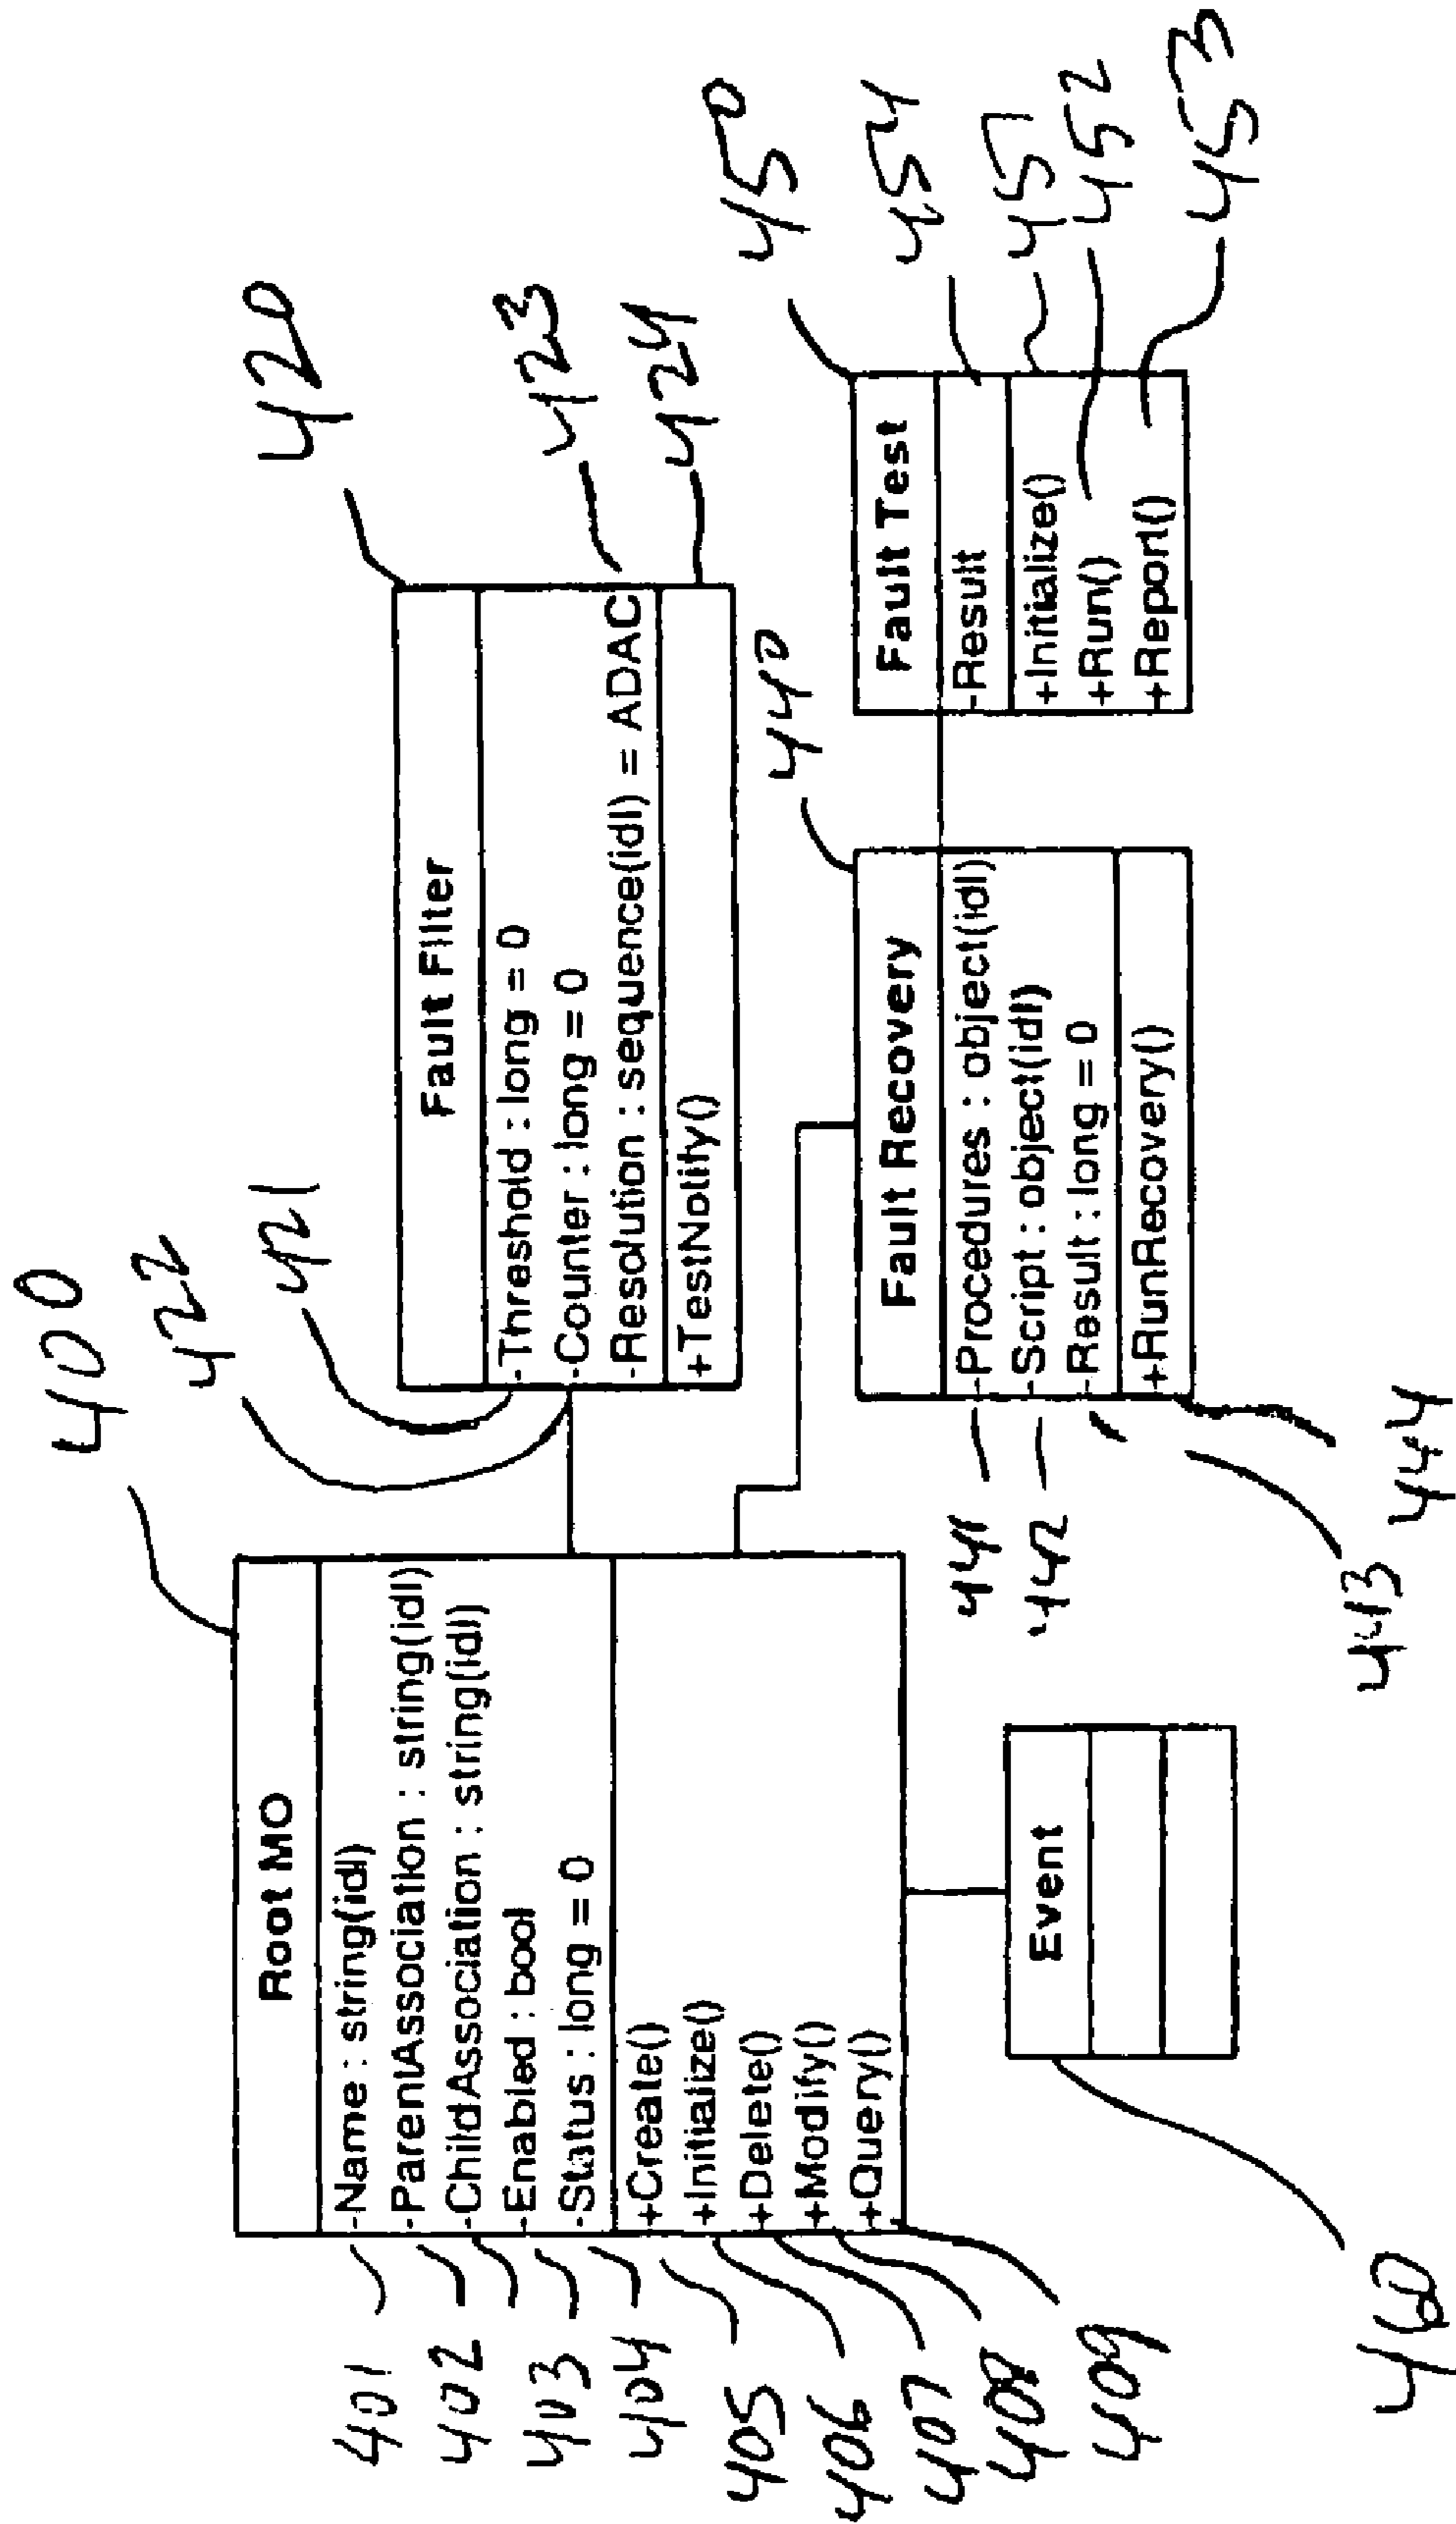 400
Root MO
-Name : string(idl)
-ParentAssociation : string(idl)
-ChildAssociation : string(idl)
-Enabled : bool
-Status : long = 0
+Create()
+Initialize()
+Delete()
+Modify()
+Query()
401
402
403
404
405
406
407
408
409
420
422
421
Fault Filter
-Threshold : long = 0
-Counter : long = 0
-Resolution : sequence(idl) = ADAC
+TestNotify()
423
424
440
Fault Recovery
-Procedures : object(idl)
-Script : object(idl)
-Result : long = 0
+RunRecovery()
441
442
443
444
450
Fault Test
-Result
+Initialize()
+Run()
+Report()
454
451
452
453
Event
460